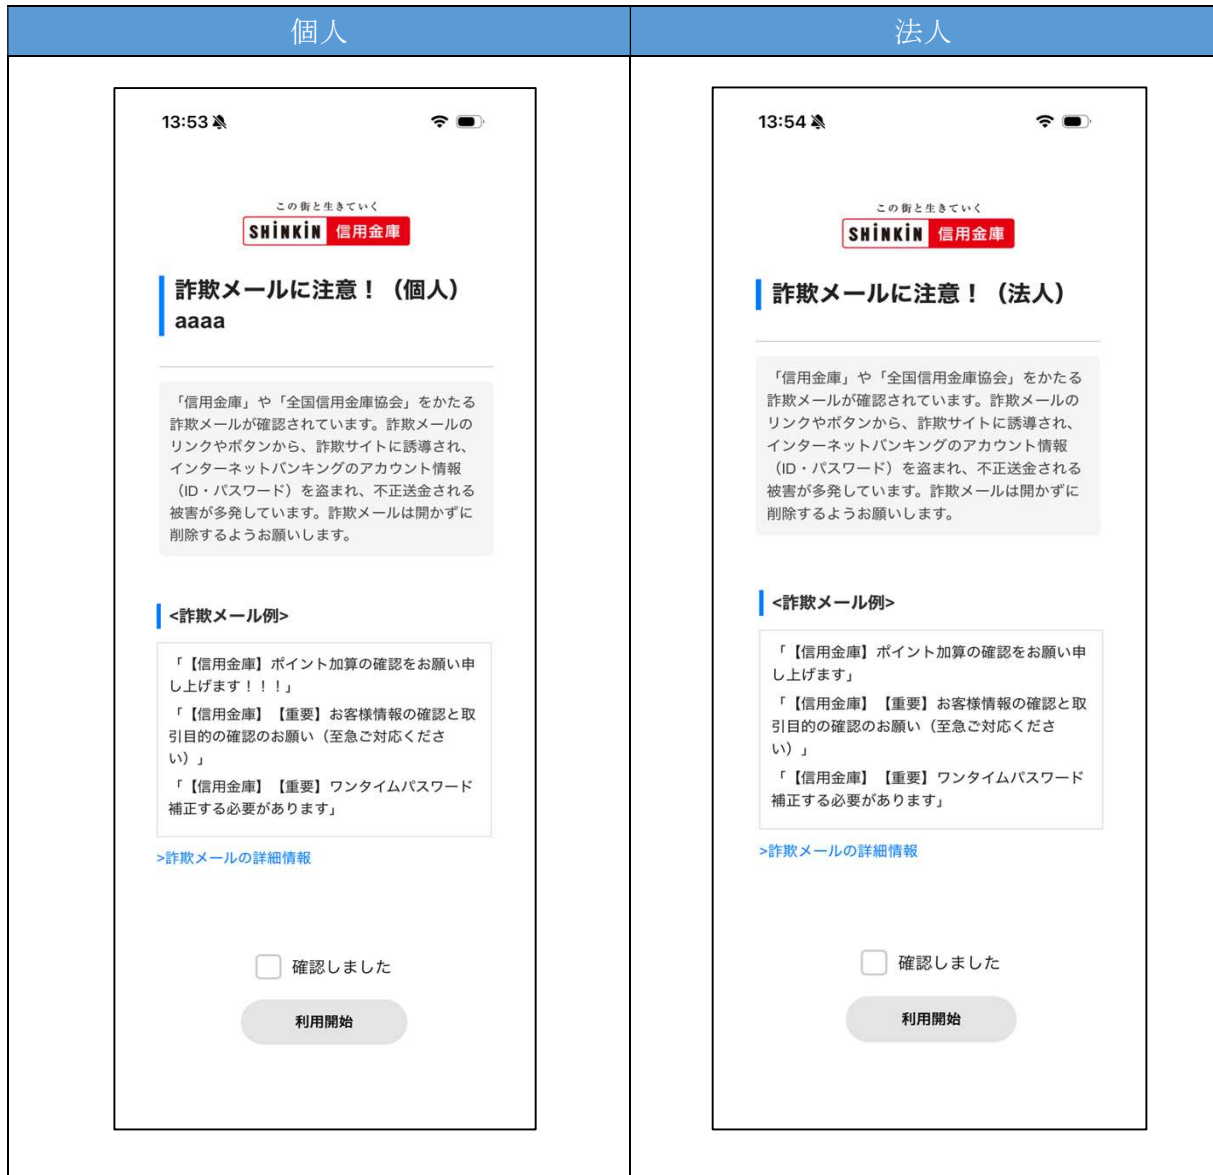 個人
法人
13:53
この街と生きていく
SHINKIN 信用金庫
詐欺メールに注意！（個人）
aaaa
「信用金庫」や「全国信用金庫協会」をかたる
詐欺メールが確認されています。詐欺メールの
リンクやボタンから、詐欺サイトに誘導され、
インターネットバンキングのアカウント情報
（ID・パスワード）を盗まれ、不正送金される
被害が多発しています。詐欺メールは開かずに
削除するようお願いします。
<詐欺メール例>
「【信用金庫】ポイント加算の確認をお願い申
し上げます！！！」
「【信用金庫】【重要】お客様情報の確認と取
引目的の確認のお願い（至急ご対応くださ
い）」
「【信用金庫】【重要】ワンタイムパスワード
補正する必要があります」
>詐欺メールの詳細情報
確認しました
利用開始
13:54
この街と生きていく
SHINKIN 信用金庫
詐欺メールに注意！（法人）
「信用金庫」や「全国信用金庫協会」をかたる
詐欺メールが確認されています。詐欺メールの
リンクやボタンから、詐欺サイトに誘導され、
インターネットバンキングのアカウント情報
（ID・パスワード）を盗まれ、不正送金される
被害が多発しています。詐欺メールは開かずに
削除するようお願いします。
<詐欺メール例>
「【信用金庫】ポイント加算の確認をお願い申
し上げます」
「【信用金庫】【重要】お客様情報の確認と取
引目的の確認のお願い（至急ご対応くださ
い）」
「【信用金庫】【重要】ワンタイムパスワード
補正する必要があります」
>詐欺メールの詳細情報
確認しました
利用開始